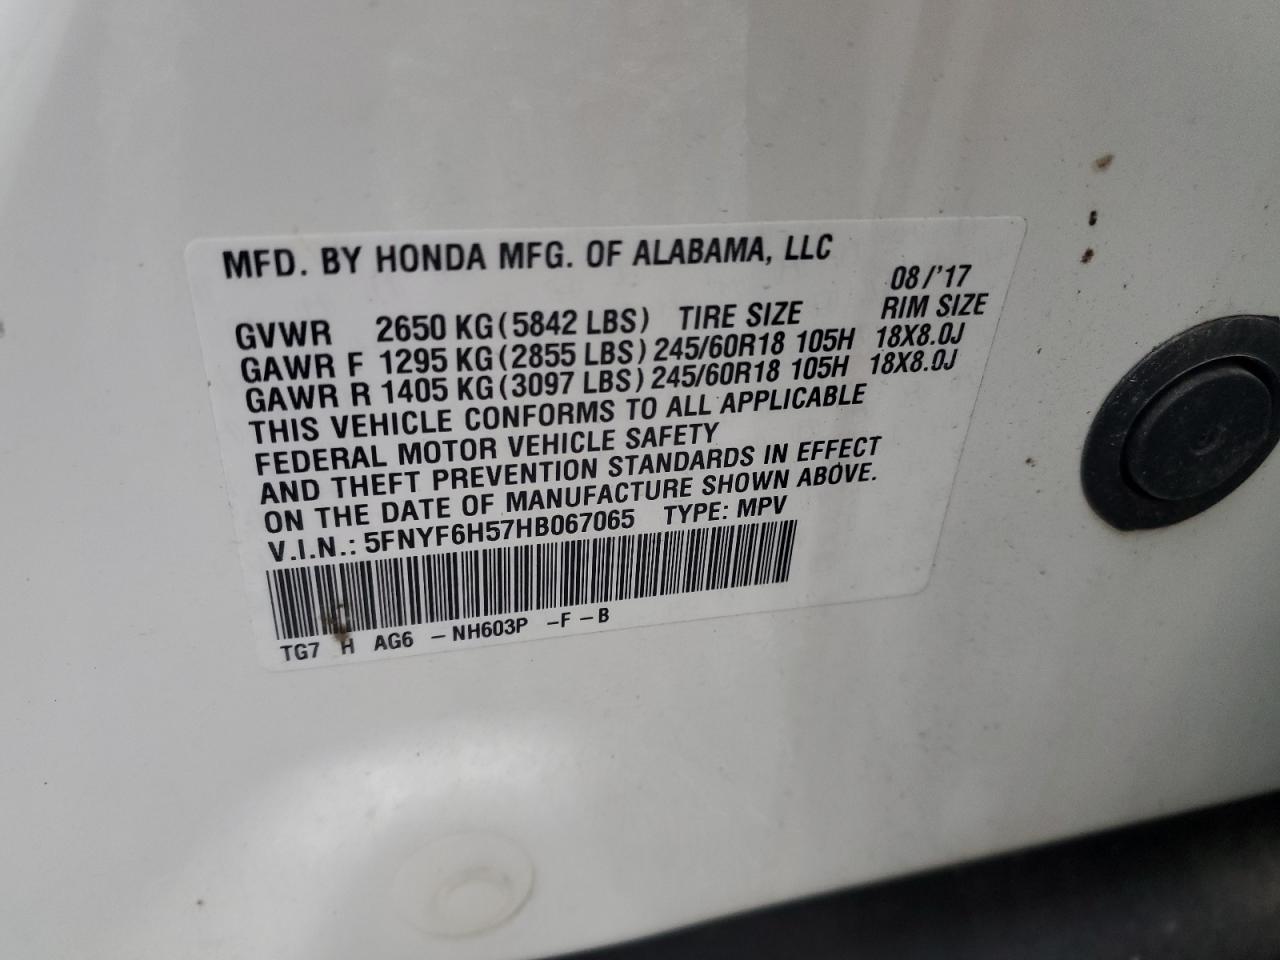 MFD. BY HONDA MFG. OF ALABAMA, LLC
08/'17
GVWR 2650 KG (5842 LBS) TIRE SIZE RIM SIZE
GAWR F 1295 KG (2855 LBS) 245/60R18 105H 18X8.0J
GAWR R 1405 KG (3097 LBS) 245/60R18 105H 18X8.0J
THIS VEHICLE CONFORMS TO ALL APPLICABLE
FEDERAL MOTOR VEHICLE SAFETY
AND THEFT PREVENTION STANDARDS IN EFFECT
ON THE DATE OF MANUFACTURE SHOWN ABOVE.
V.I.N.: 5FNYF6H57HB067065 TYPE: MPV
TG7 H AG6 – NH603P –F–B